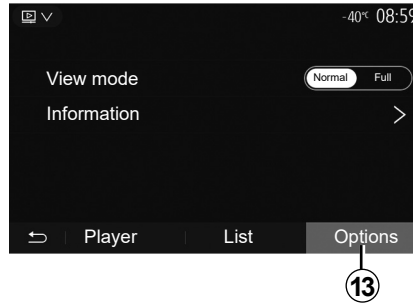 -40°C 08:59
View mode Normal Full
Information
Player List Options
13